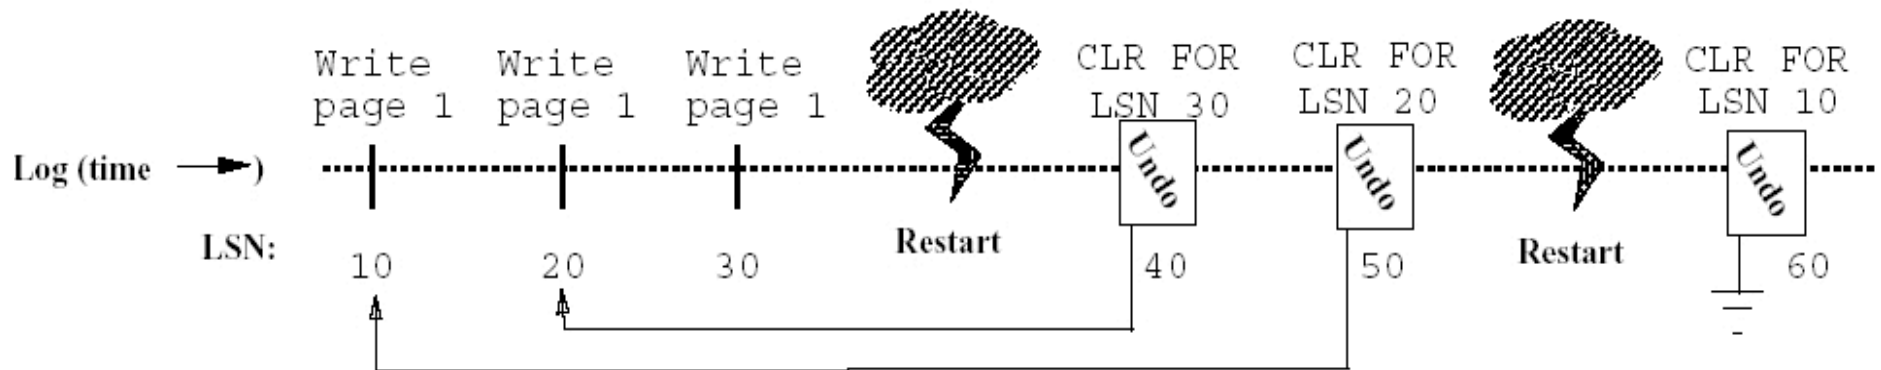 Write page 1
Write page 1
Write page 1
CLR FOR LSN 30
CLR FOR LSN 20
CLR FOR LSN 10
Log (time )
Undo
Undo
Undo
LSN:
10
20
30
Restart
40
50
Restart
60